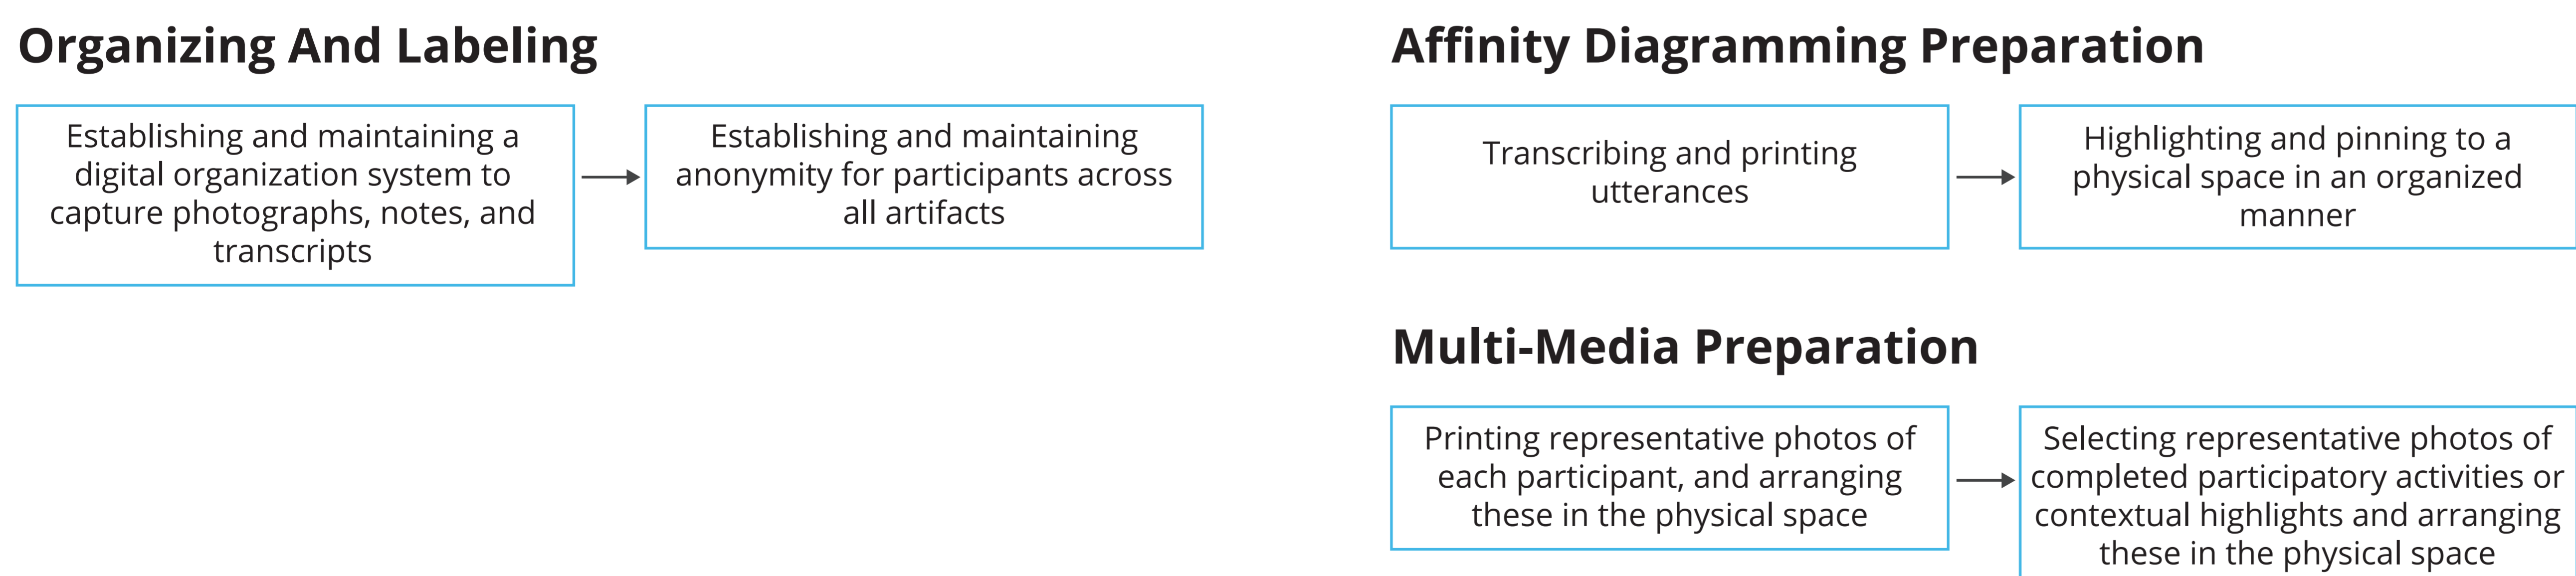 Organizing And Labeling
Establishing and maintaining a
digital organization system to
capture photographs, notes, and
transcripts
Establishing and maintaining
anonymity for participants across
all artifacts
Affinity Diagramming Preparation
Transcribing and printing
utterances
Highlighting and pinning to a
physical space in an organized
manner
Multi-Media Preparation
Printing representative photos of
each participant, and arranging
these in the physical space
Selecting representative photos of
completed participatory activities or
contextual highlights and arranging
these in the physical space